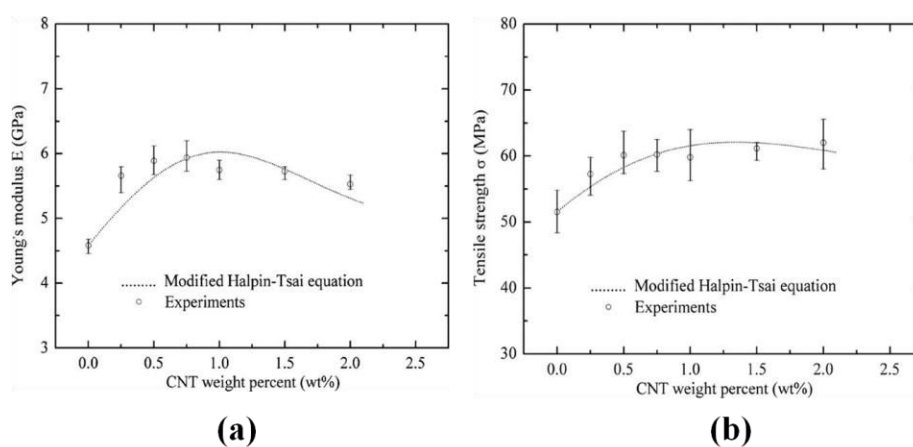 8
7
6
5
4
3
Young's modulus E (GPa)
Modified Halpin-Tsai equation
Experiments
0.0 0.5 1.0 1.5 2.0 2.5
CNT weight percent (wt%)
(a)
80
70
60
50
40
30
Tensile strength σ (MPa)
Modified Halpin-Tsai equation
Experiments
0.0 0.5 1.0 1.5 2.0 2.5
CNT weight percent (wt%)
(b)